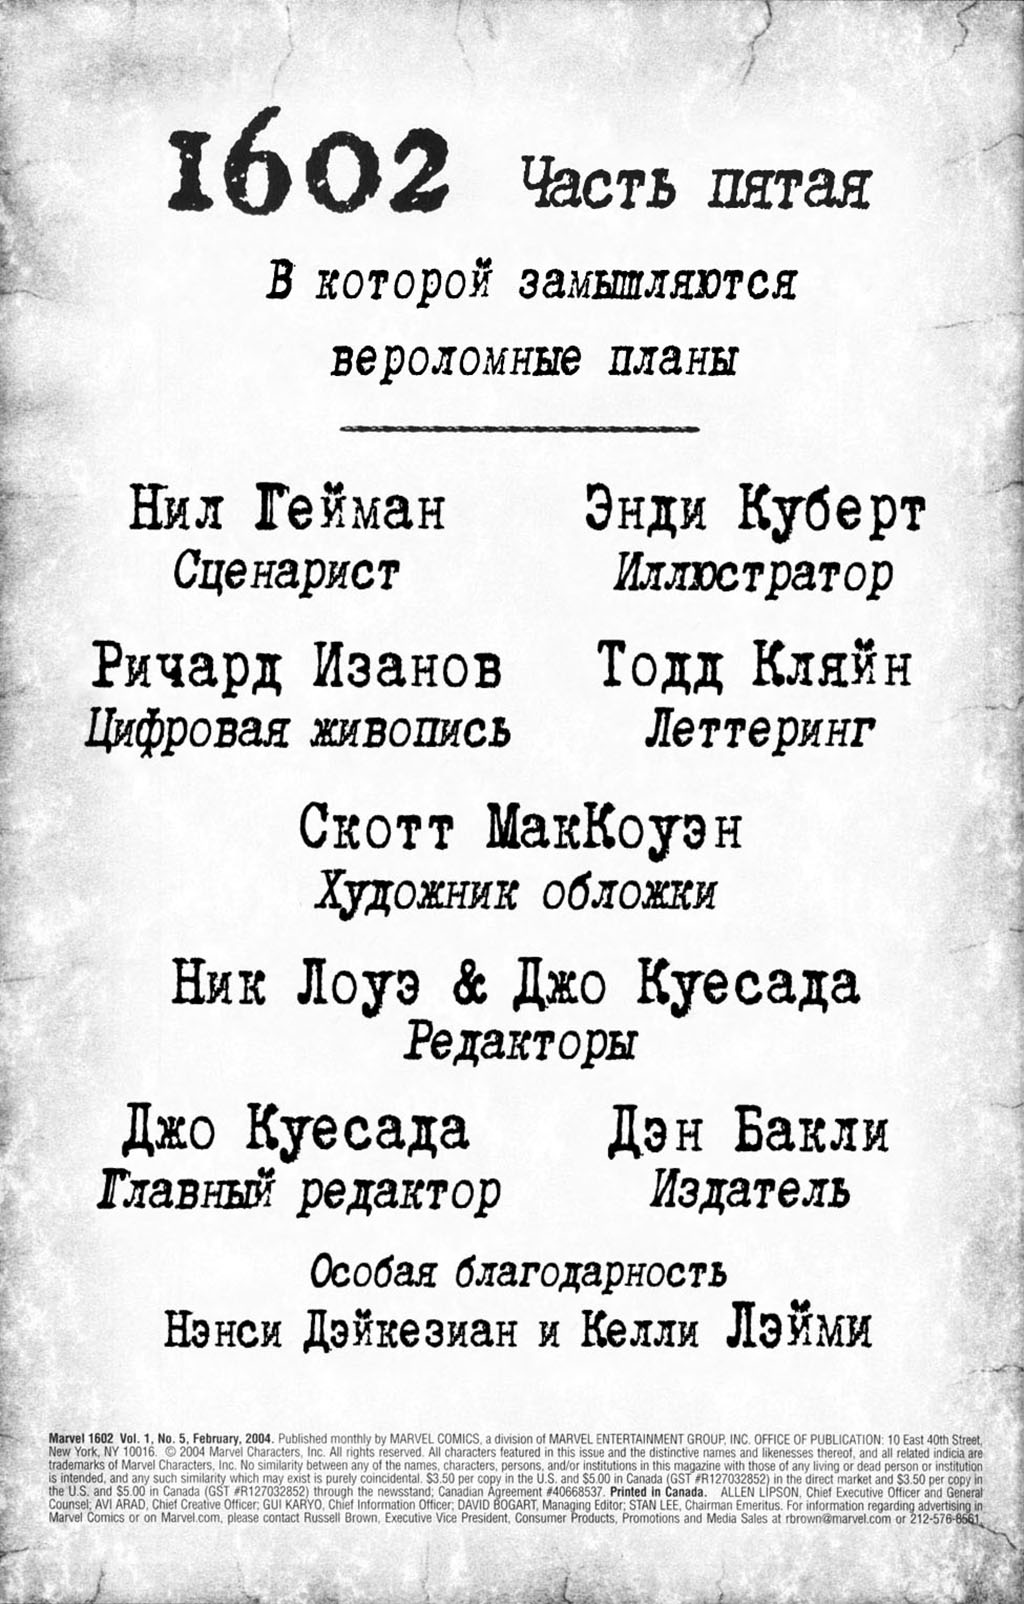 1602 Часть пятая
В которой замышляются
вероломные планы
Нил Гейман Энди Куберт
Сценарист Иллюстратор
Ричард Изанов Тодд Кляйн
Цифровая живопись Леттеринг
Скотт МакКоуэн
Художник обложки
Ник Лоуэ & Джо Куесада
Редакторы
Джо Куесада Дэн Бакли
Главный редактор Издатель
Особая благодарность
Нэнси Дэйкезиан и Келли Лэйми
Marvel 1602 Vol. 1, No. 5, February, 2004. Published monthly by MARVEL COMICS, a division of MARVEL ENTERTAINMENT GROUP, INC. OFFICE OF PUBLICATION: 10 East 40th Street,
New York, NY 10016. © 2004 Marvel Characters, Inc. All rights reserved. All characters featured in this issue and the distinctive names and likenesses thereof, and all related indicia are
trademarks of Marvel Characters, Inc. No similarity between any of the names, characters, persons, and/or institutions in this magazine with those of any living or dead person or institution
is intended, and any such similarity which may exist is purely coincidental. $3.50 per copy in the U.S. and $5.00 in Canada (GST #R127032852) in the direct market and $3.50 per copy in
the U.S. and $5.00 in Canada (GST #R127032852) through the newsstand; Canadian Agreement #40668537. Printed in Canada. ALLEN LIPSON, Chief Executive Officer and General
Counsel; AVI ARAD, Chief Creative Officer; GUI KARYO, Chief Information Officer; DAVID BOGART, Managing Editor; STAN LEE, Chairman Emeritus. For information regarding advertising in
Marvel Comics or on Marvel.com, please contact Russell Brown, Executive Vice President, Consumer Products, Promotions and Media Sales at rbrown@marvel.com or 212-576-8561.